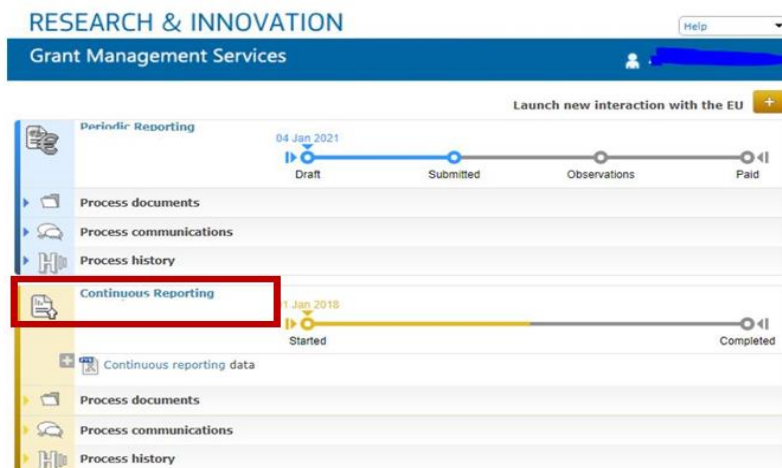 RESEARCH & INNOVATION
Help
Grant Management Services
Launch new interaction with the EU +
Periodic Reporting
04 Jan 2021
Draft Submitted Observations Paid
Process documents
Process communications
Process history
Continuous Reporting
01 Jan 2018
Started Completed
Continuous reporting data
Process documents
Process communications
Process history